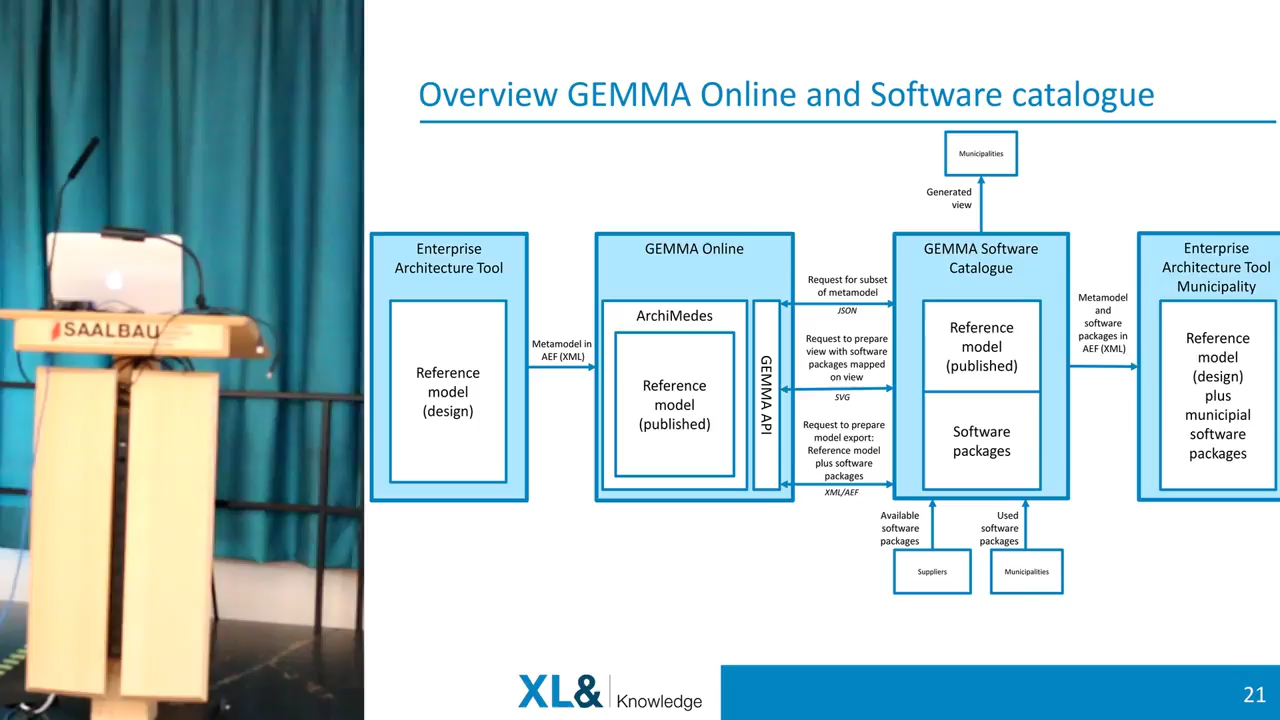 Overview GEMMA Online and Software catalogue
Municipalities
Generated
view
Enterprise
Architecture Tool
Reference
model
(design)
Metamodel in
AEF (XML)
GEMMA Online
ArchiMedes
Reference
model
(published)
GEMMA API
Request for subset
of metamodel
JSON
Request to prepare
view with software
packages mapped
on view
SVG
Request to prepare
model export:
Reference model
plus software
packages
XML/AEF
GEMMA Software
Catalogue
Reference
model
(published)
Software
packages
Metamodel
and
software
packages in
AEF (XML)
Enterprise
Architecture Tool
Municipality
Reference
model
(design)
plus
municipial
software
packages
Available
software
packages
Used
software
packages
Suppliers
Municipalities
SAALBAU
XL& Knowledge
21